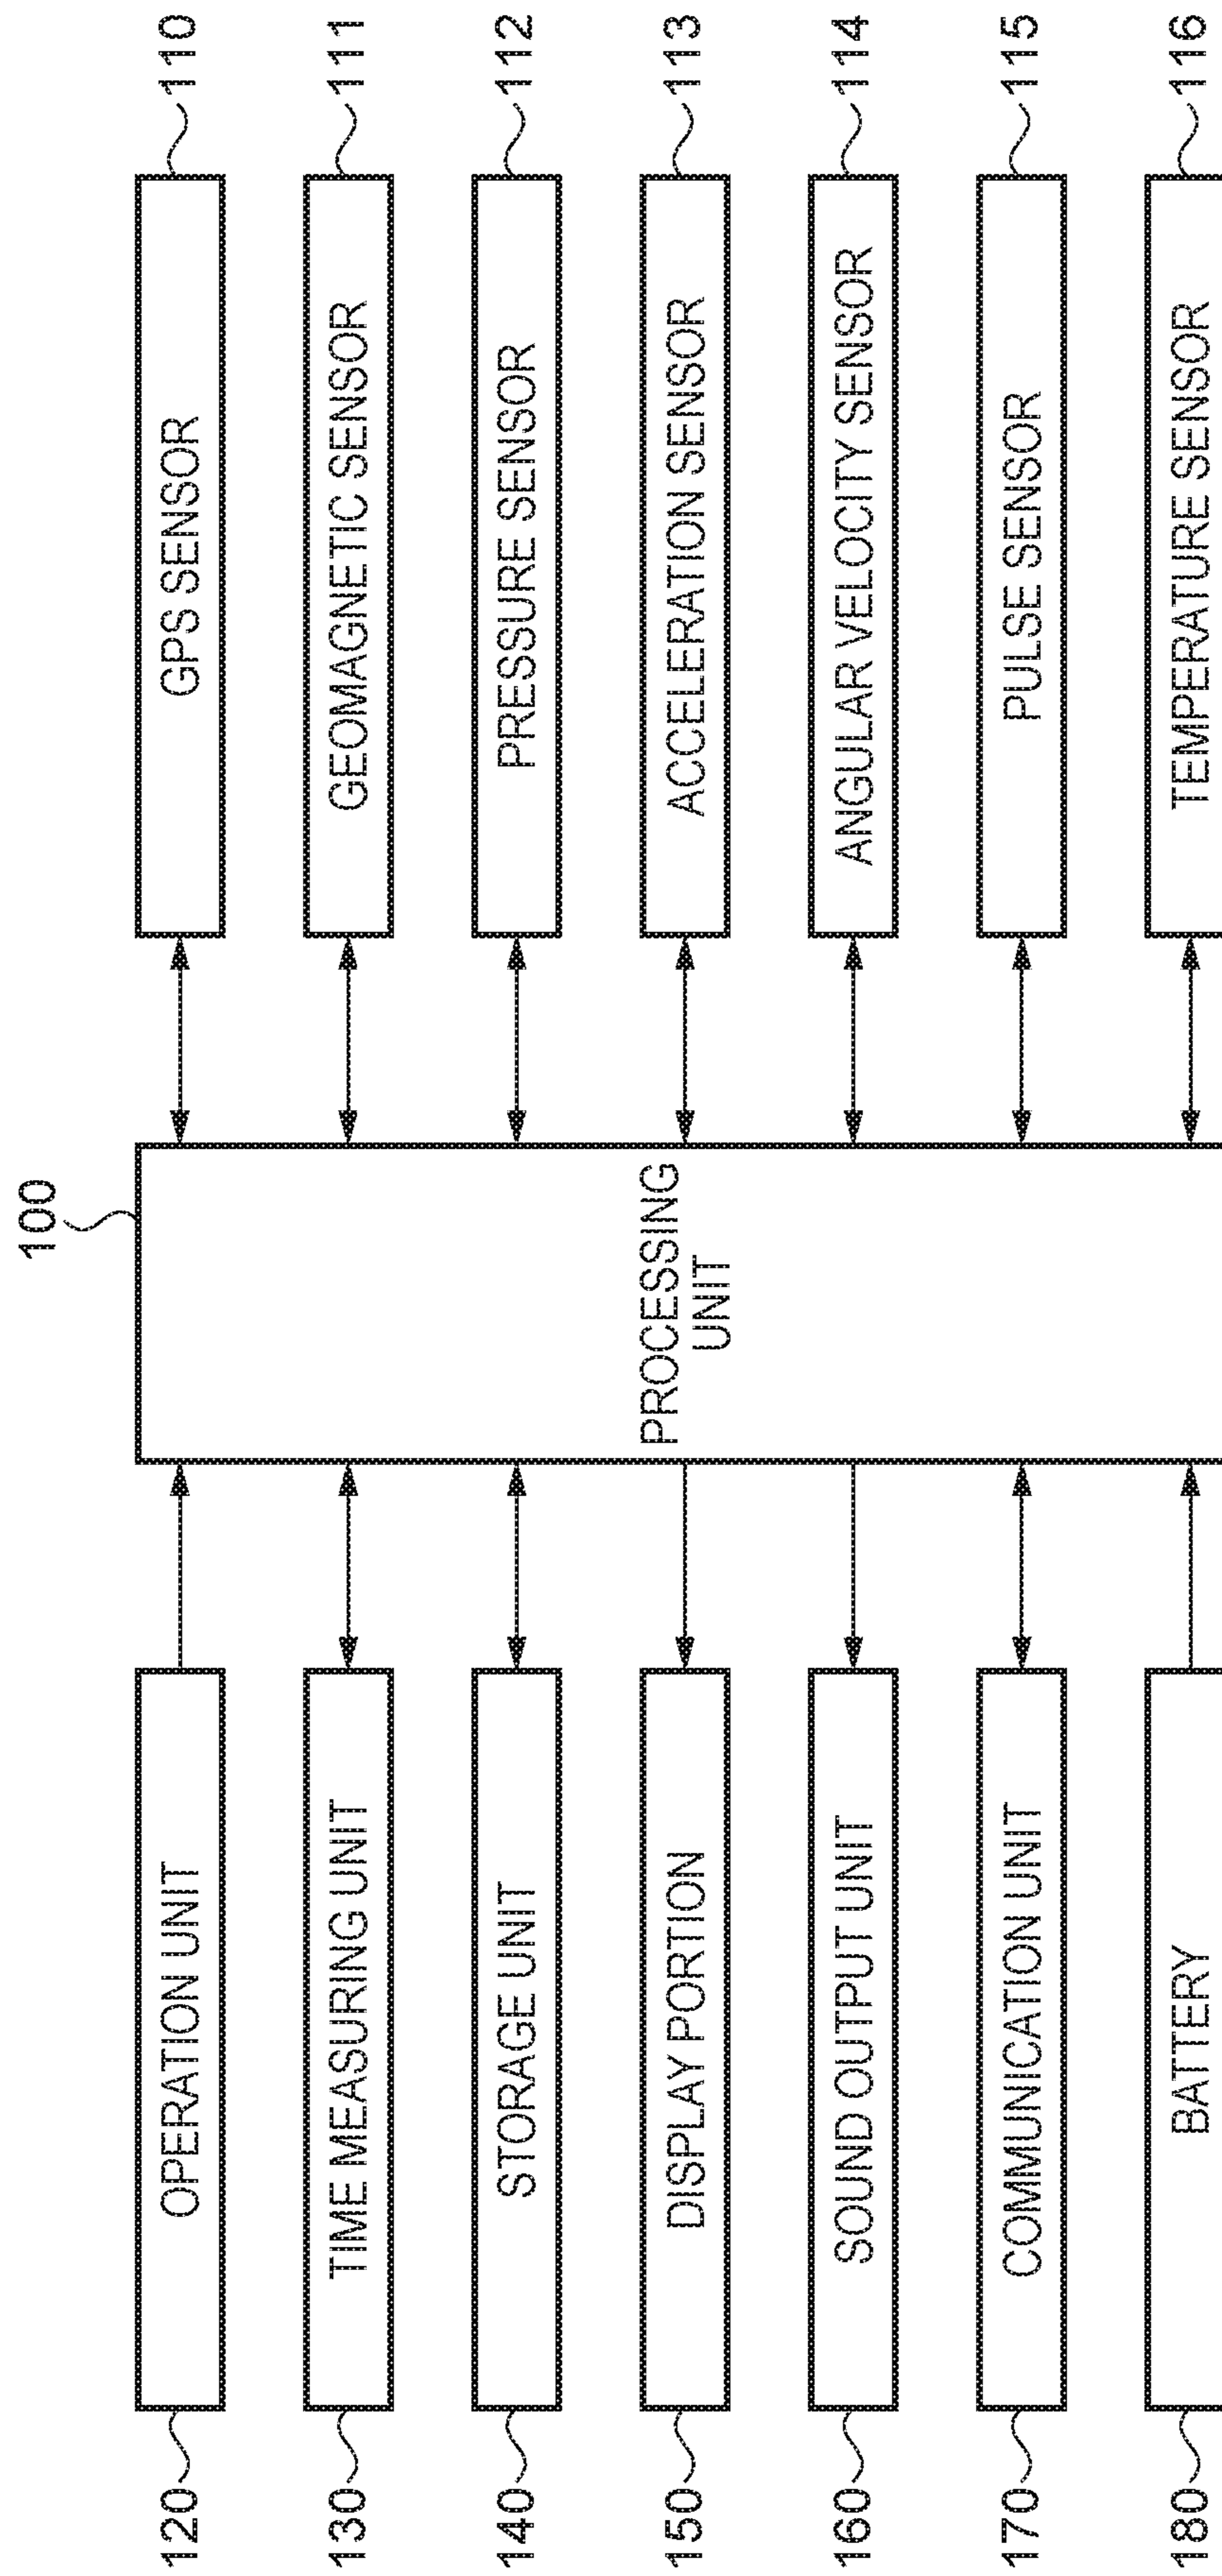 100
120
OPERATION UNIT
GPS SENSOR
110
130
TIME MEASURING UNIT
GEOMAGNETIC SENSOR
111
140
STORAGE UNIT
PRESSURE SENSOR
112
150
DISPLAY PORTION
PROCESSING
UNIT
ACCELERATION SENSOR
113
160
SOUND OUTPUT UNIT
ANGULAR VELOCITY SENSOR
114
170
COMMUNICATION UNIT
PULSE SENSOR
115
180
BATTERY
TEMPERATURE SENSOR
116